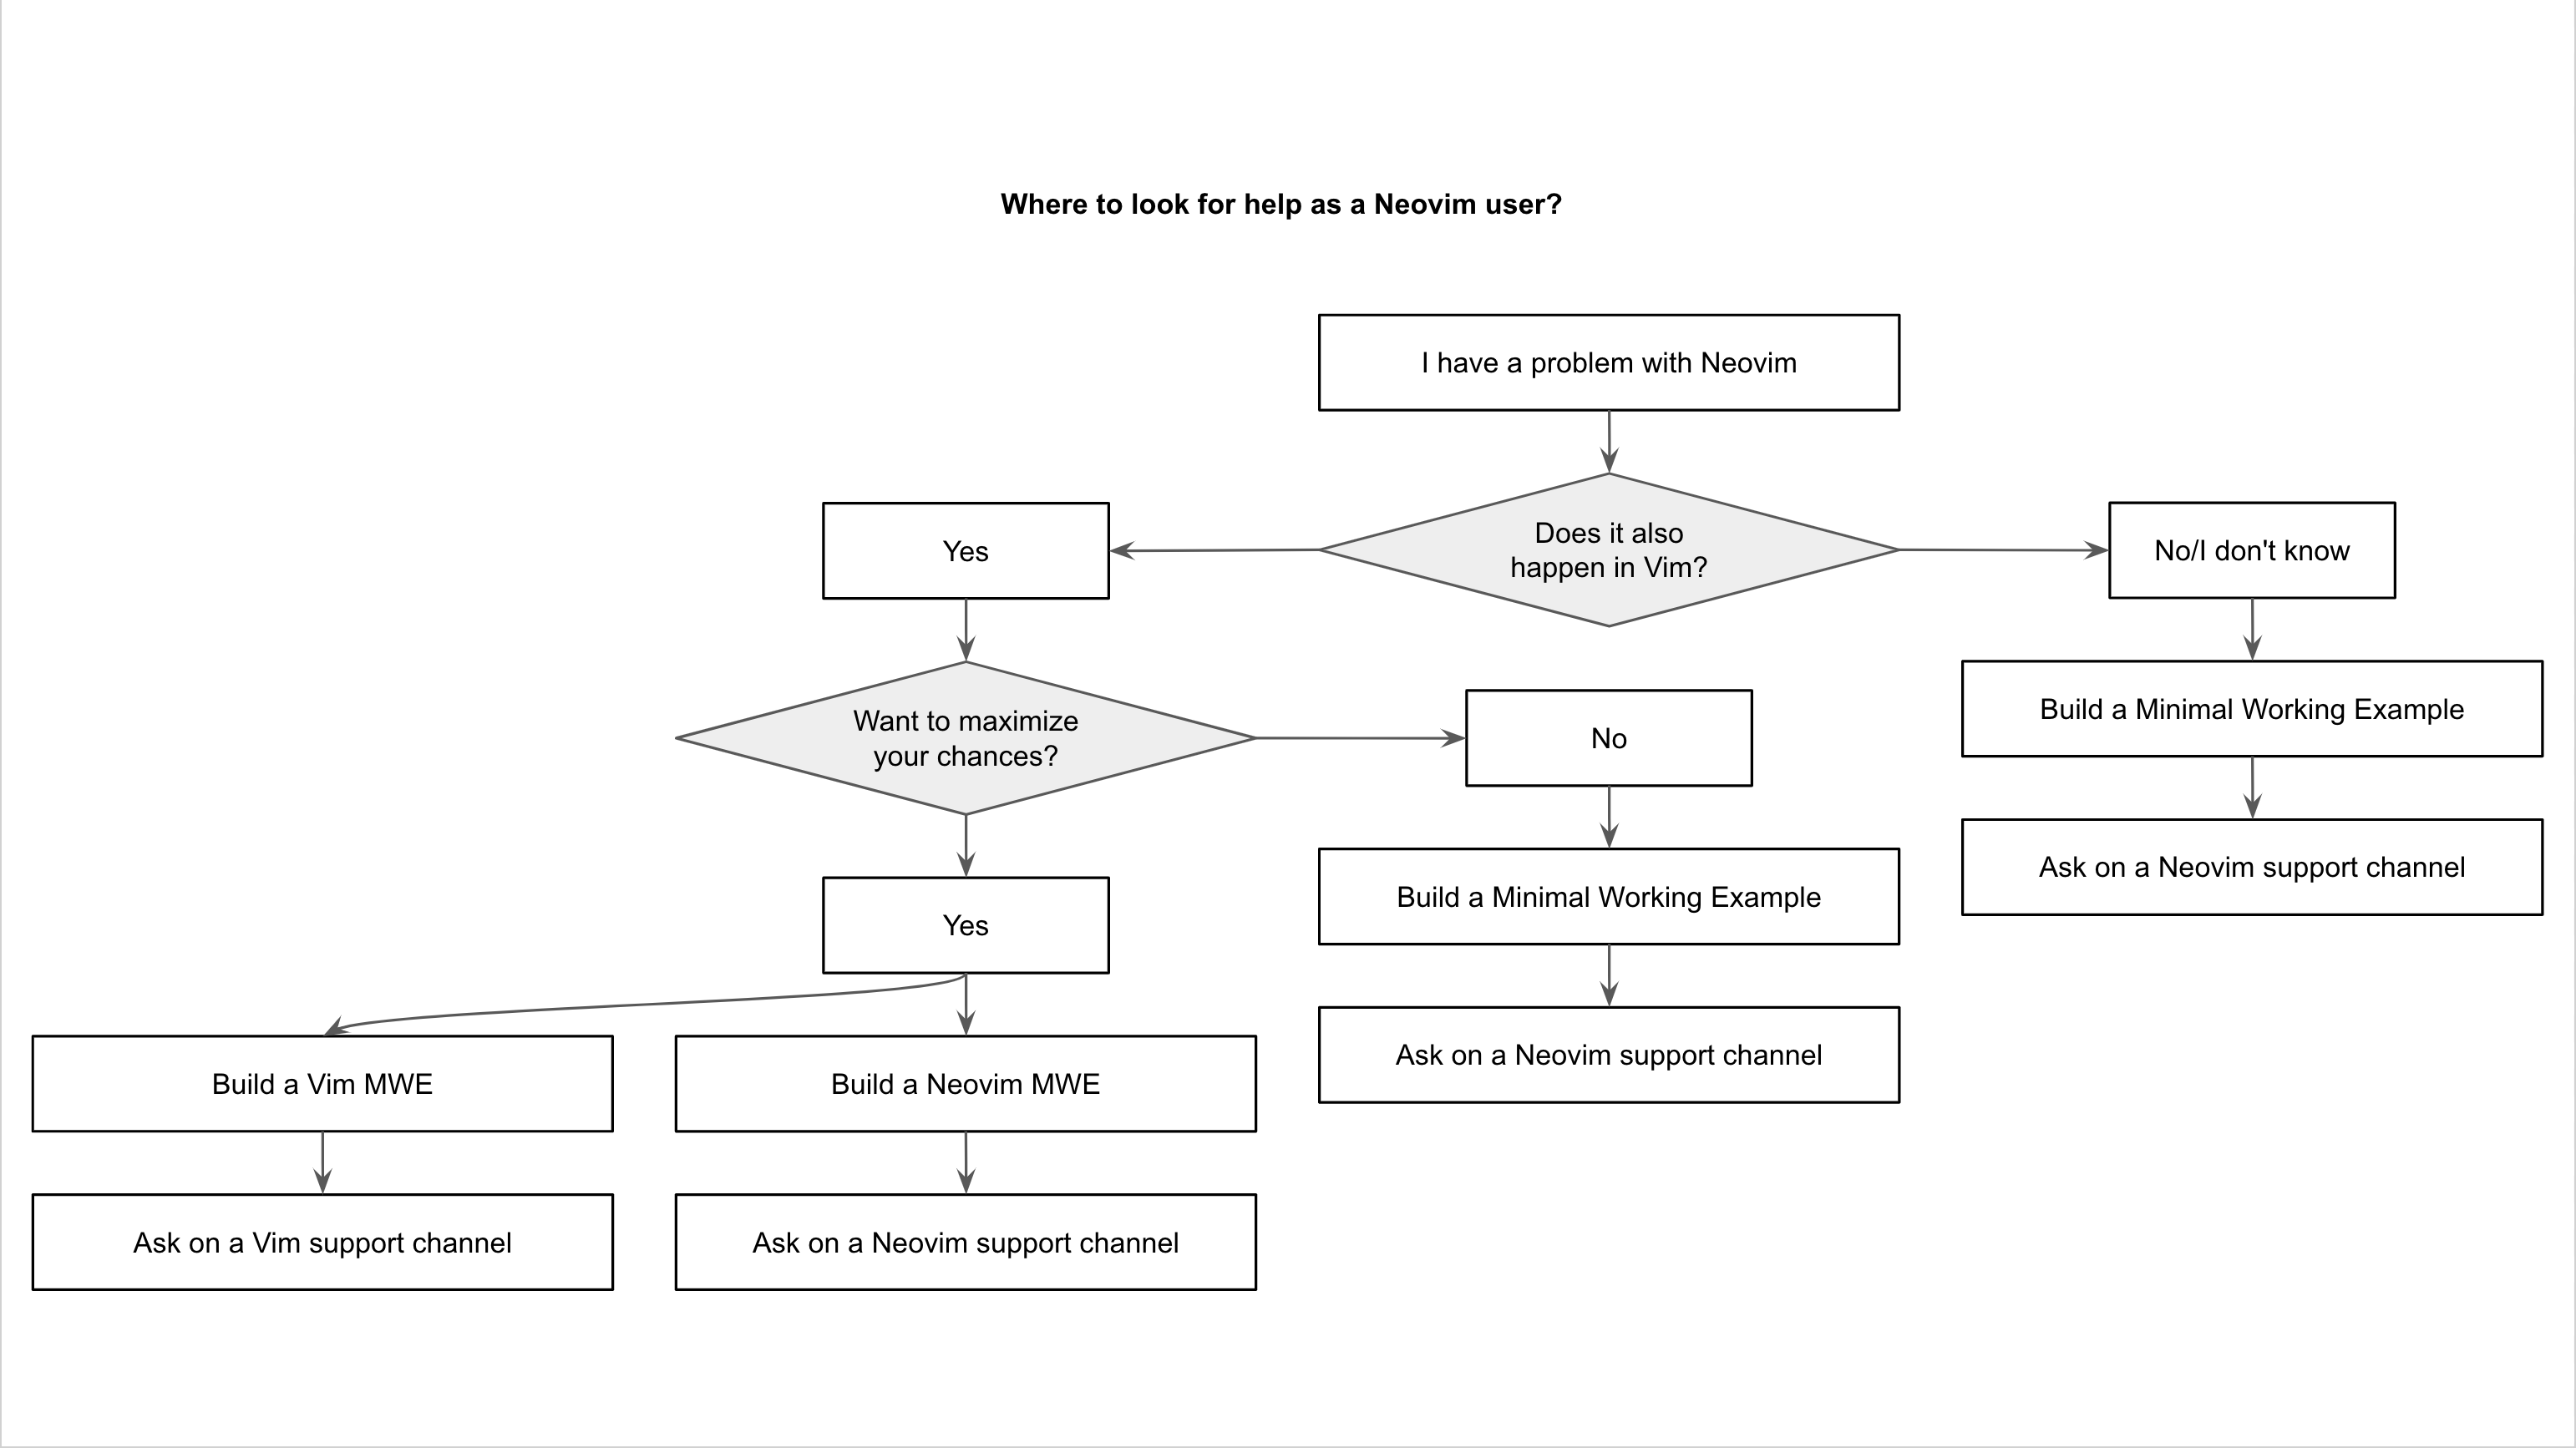 Where to look for help as a Neovim user?
I have a problem with Neovim
Does it also
happen in Vim?
Yes
No/I don't know
Want to maximize
your chances?
No
Build a Minimal Working Example
Ask on a Neovim support channel
Yes
Build a Minimal Working Example
Ask on a Neovim support channel
Build a Vim MWE
Build a Neovim MWE
Ask on a Vim support channel
Ask on a Neovim support channel